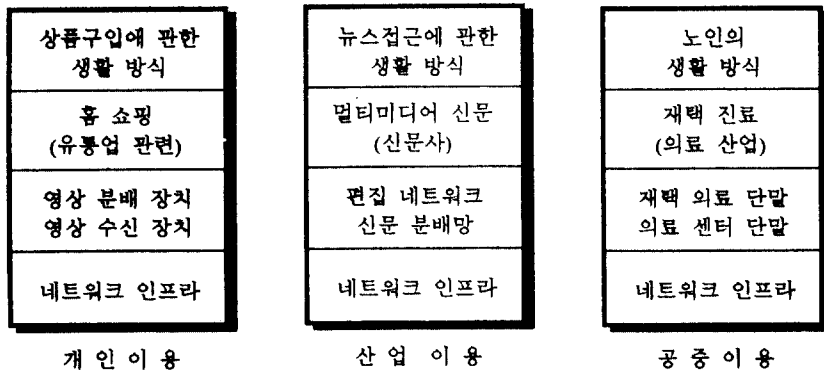 상품구입에 관한
생활 방식
홈 쇼핑
(유통업 관련)
영상 분배 장치
영상 수신 장치
네트워크 인프라
개 인 이 용
뉴스접근에 관한
생활 방식
멀티미디어 신문
(신문사)
편집 네트워크
신문 분배망
네트워크 인프라
산 업 이 용
노인의
생활 방식
재택 진료
(의료 산업)
재택 의료 단말
의료 센터 단말
네트워크 인프라
공 중 이 용